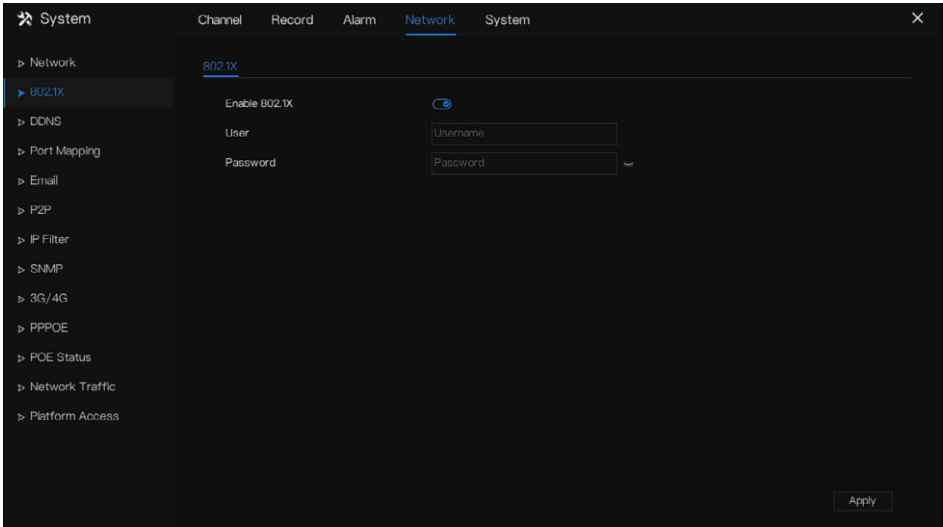 System
Channel Record Alarm Network System
Network
802.1X
DDNS
Port Mapping
Email
P2P
IP Filter
SNMP
3G/4G
PPPOE
POE Status
Network Traffic
Platform Access
802.1X
Enable 802.1X
User Username
Password Password
Apply